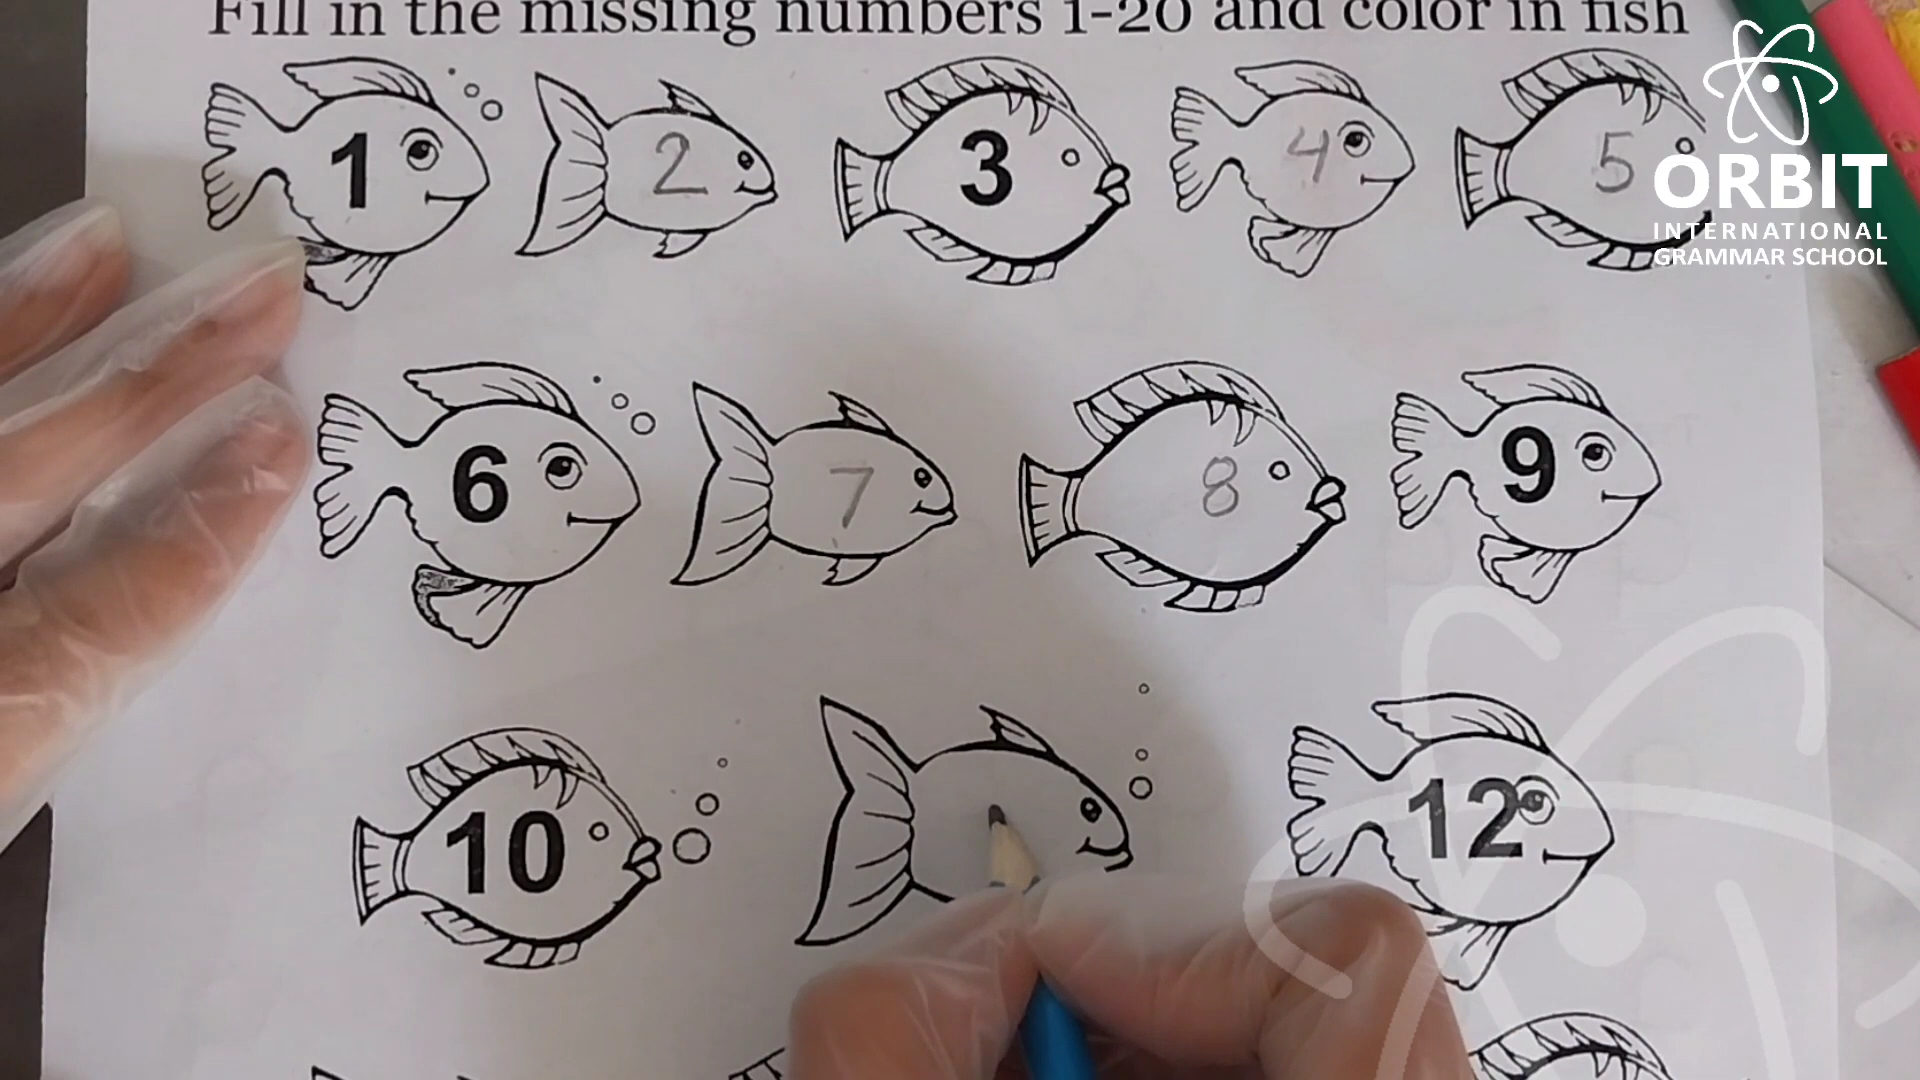 Fill in the missing numbers 1-20 and color in fish
1 2 3 4 5
6 7 8 9
10 12
ORBIT
INTERNATIONAL
GRAMMAR SCHOOL